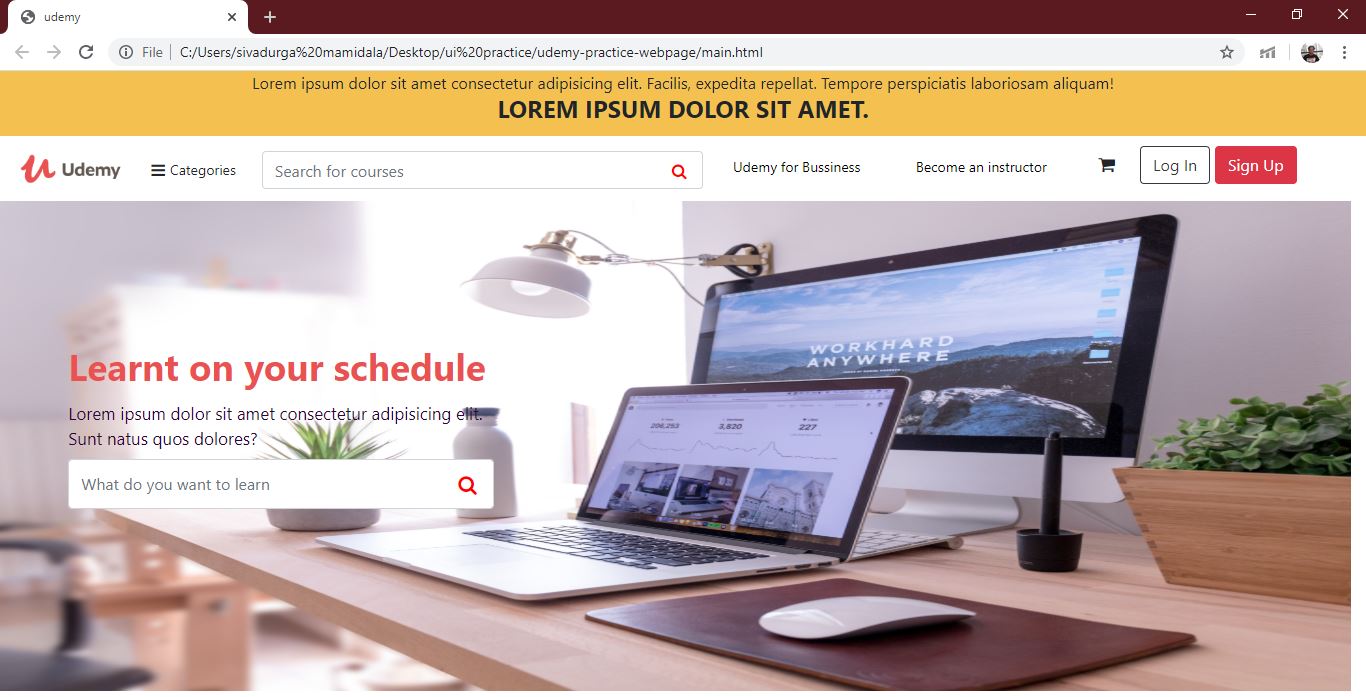 udemy
File
C:/Users/sivadurga%20mamidala/Desktop/ui%20practice/udemy-practice-webpage/main.html
Lorem ipsum dolor sit amet consectetur adipisicing elit. Facilis, expedita repellat. Tempore perspiciatis laboriosam aliquam!
LOREM IPSUM DOLOR SIT AMET.
Udemy
Categories
Search for courses
Udemy for Bussiness
Become an instructor
Log In
Sign Up
WORKHARD
ANYWHERE
Learnt on your schedule
Lorem ipsum dolor sit amet consectetur adipisicing elit.
Sunt natus quos dolores?
What do you want to learn
206,253
3,820
227